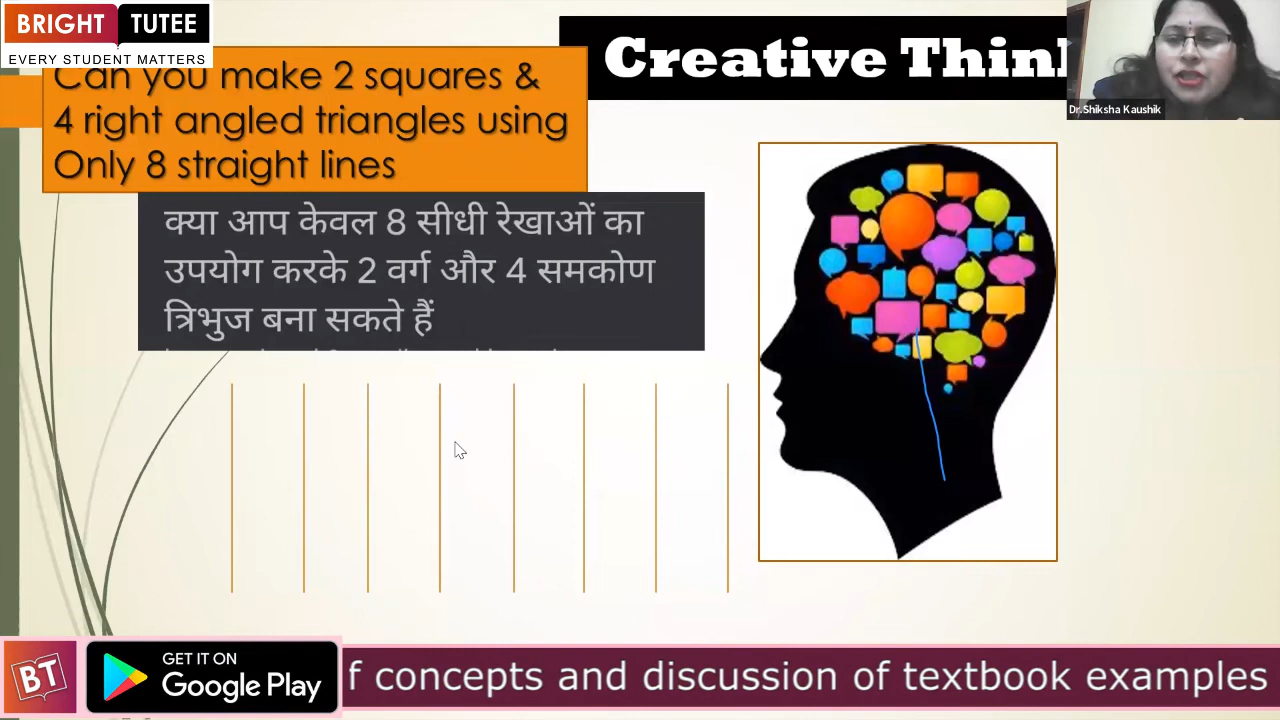 BRIGHT TUTEE
EVERY STUDENT MATTERS
Creative
Dr.Shiksha Kaushik
Can you make 2 squares &
4 right angled triangles using
Only 8 straight lines
क्या आप केवल 8 सीधी रेखाओं का
उपयोग करके 2 वर्ग और 4 समकोण
त्रिभुज बना सकते हैं
BT
GET IT ON
Google Play
f concepts and discussion of textbook examples